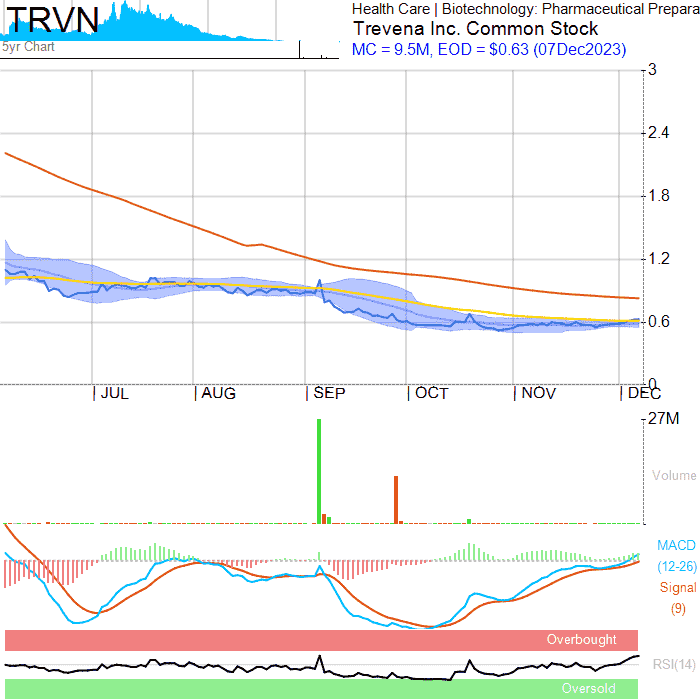 TRVN
Health Care | Biotechnology: Pharmaceutical Prepara
Trevena Inc. Common Stock
5yr Chart
MC = 9.5M, EOD = $0.63 (07Dec2023)
3
2.4
1.8
1.2
0.6
0
JUL AUG SEP OCT NOV DEC
27M
Volume
MACD
(12-26)
Signal
(9)
Overbought
RSI(14)
Oversold